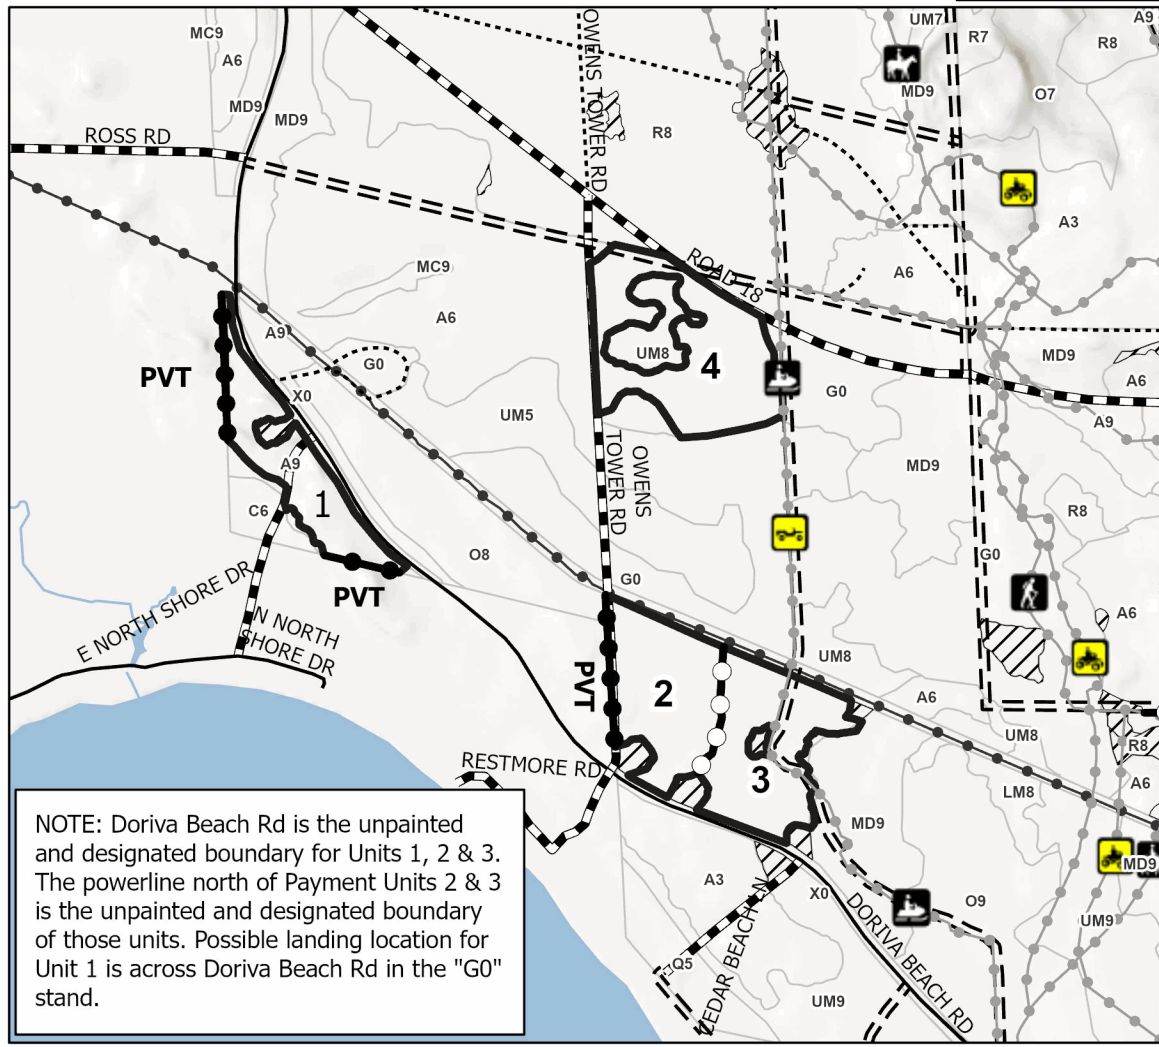 MC9
A6
MD9
MD9
OWENS TOWER RD
R8
UM7
R7
R8
A9
MD9
O7
ROSS RD
A3
MC9
A6
A6
ROAD 18
A9
G0
UM8
4
G0
MD9
A6
PVT
X0
UM5
A9
A9
OWENS
TOWER RD
MD9
1
C6
R8
O8
G0
G0
PVT
E NORTH SHORE DR
N NORTH
SHORE DR
A6
UM8
PVT
2
A6
UM8
R8
RESTMORE RD
3
LM8
A6
MD9
MD9
A3
X0
O9
UM9
DORIVA BEACH RD
Q5
UM9
NOTE: Doriva Beach Rd is the unpainted
and designated boundary for Units 1, 2 & 3.
The powerline north of Payment Units 2 & 3
is the unpainted and designated boundary
of those units. Possible landing location for
Unit 1 is across Doriva Beach Rd in the "G0"
stand.
CEDAR BEACH LN